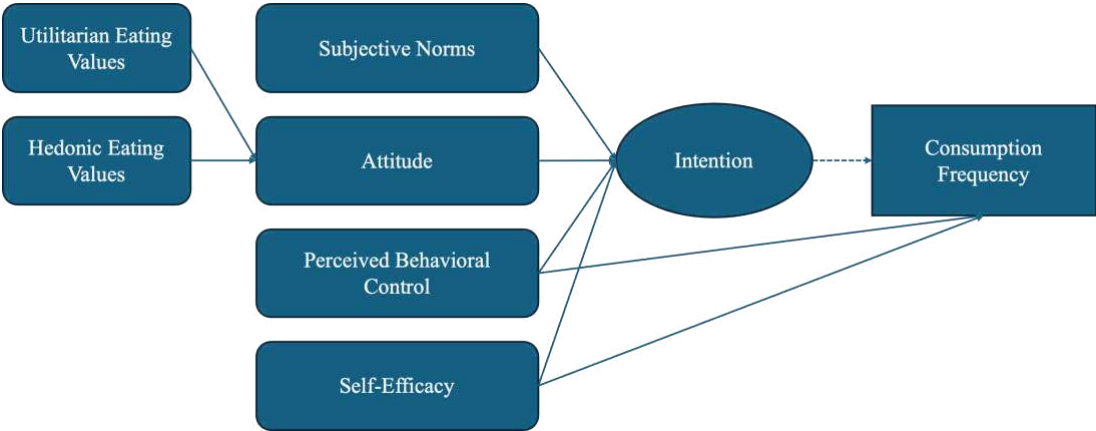 Utilitarian Eating
Values
Hedonic Eating
Values
Subjective Norms
Attitude
Perceived Behavioral
Control
Self-Efficacy
Intention
Consumption
Frequency